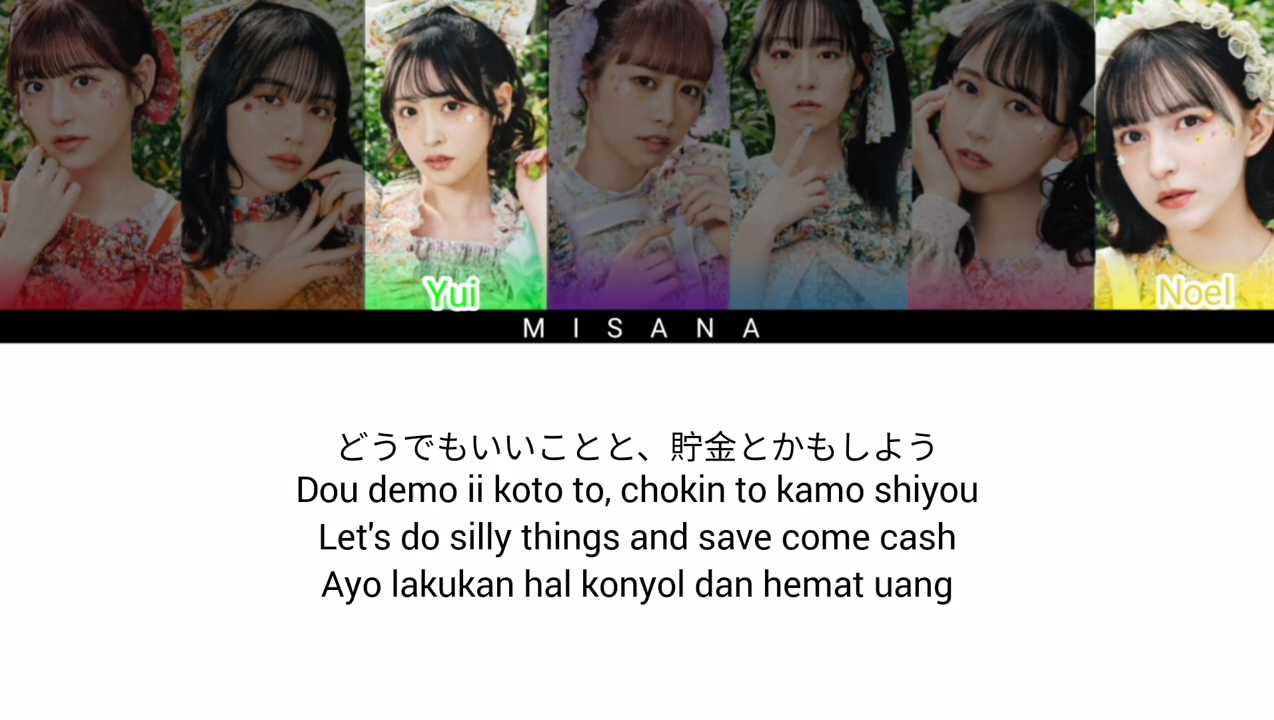 Yui
Noel
MISANA
どうでもいいことと、貯金とかもしよう
Dou demo ii koto to, chokin to kamo shiyou
Let's do silly things and save come cash
Ayo lakukan hal konyol dan hemat uang